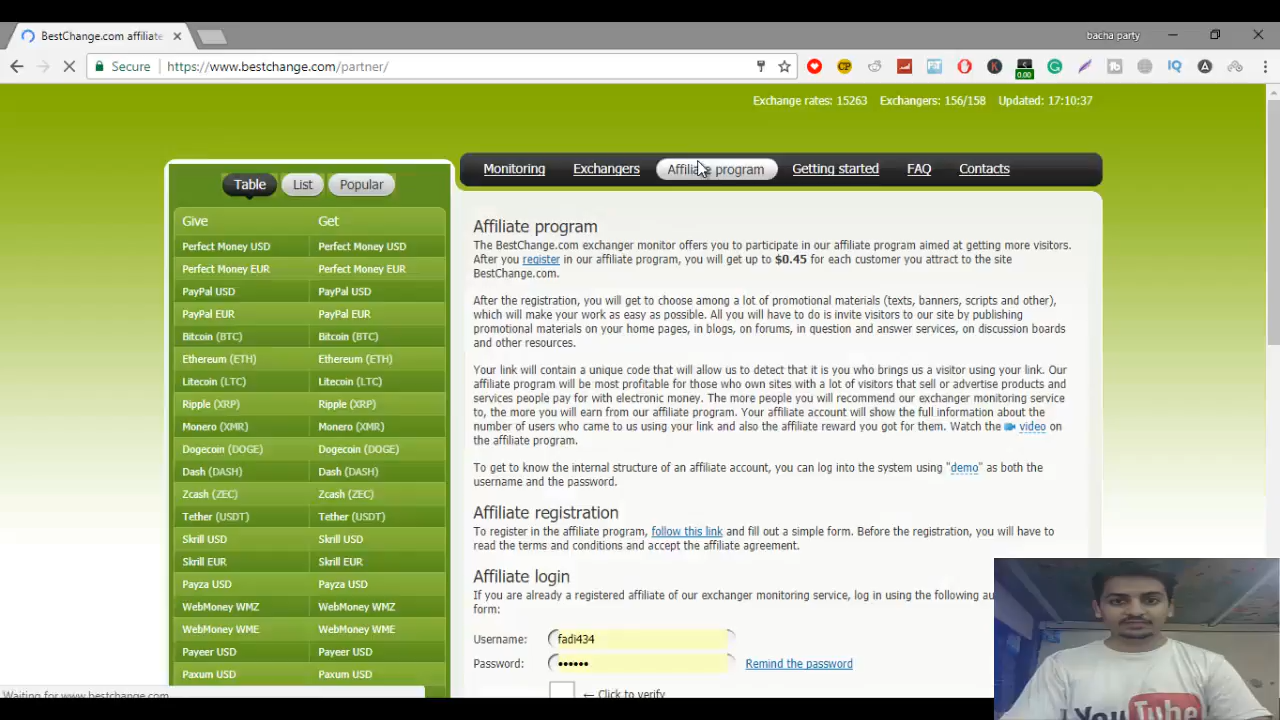 BestChange.com affiliate
bacha party
Secure
https://www.bestchange.com/partner/
0.00
Exchange rates: 15263 Exchangers: 156/158 Updated: 17:10:37
Monitoring Exchangers Affiliate program Getting started FAQ Contacts
Table List Popular
Give Get
Perfect Money USD Perfect Money USD
Perfect Money EUR Perfect Money EUR
PayPal USD PayPal USD
PayPal EUR PayPal EUR
Bitcoin (BTC) Bitcoin (BTC)
Ethereum (ETH) Ethereum (ETH)
Litecoin (LTC) Litecoin (LTC)
Ripple (XRP) Ripple (XRP)
Monero (XMR) Monero (XMR)
Dogecoin (DOGE) Dogecoin (DOGE)
Dash (DASH) Dash (DASH)
Zcash (ZEC) Zcash (ZEC)
Tether (USDT) Tether (USDT)
Skrill USD Skrill USD
Skrill EUR Skrill EUR
Payza USD Payza USD
WebMoney WMZ WebMoney WMZ
WebMoney WME WebMoney WME
Payeer USD Payeer USD
Paxum USD Paxum USD
Affiliate program
The BestChange.com exchanger monitor offers you to participate in our affiliate program aimed at getting more visitors.
After you register in our affiliate program, you will get up to $0.45 for each customer you attract to the site
BestChange.com.
After the registration, you will get to choose among a lot of promotional materials (texts, banners, scripts and other),
which will make your work as easy as possible. All you will have to do is invite visitors to our site by publishing
promotional materials on your home pages, in blogs, on forums, in question and answer services, on discussion boards
and other resources.
Your link will contain a unique code that will allow us to detect that it is you who brings us a visitor using your link. Our
affiliate program will be most profitable for those who own sites with a lot of visitors that sell or advertise products and
services people pay for with electronic money. The more people you will recommend our exchanger monitoring service
to, the more you will earn from our affiliate program. Your affiliate account will show the full information about the
number of users who came to us using your link and also the affiliate reward you got for them. Watch the video on
the affiliate program.
To get to know the internal structure of an affiliate account, you can log into the system using "demo" as both the
username and the password.
Affiliate registration
To register in the affiliate program, follow this link and fill out a simple form. Before the registration, you will have to
read the terms and conditions and accept the affiliate agreement.
Affiliate login
If you are already a registered affiliate of our exchanger monitoring service, log in using the following au
form:
Username: fadi434
Password: •••••• Remind the password
← Click to verify
Waiting for www.bestchange.com
YouTube